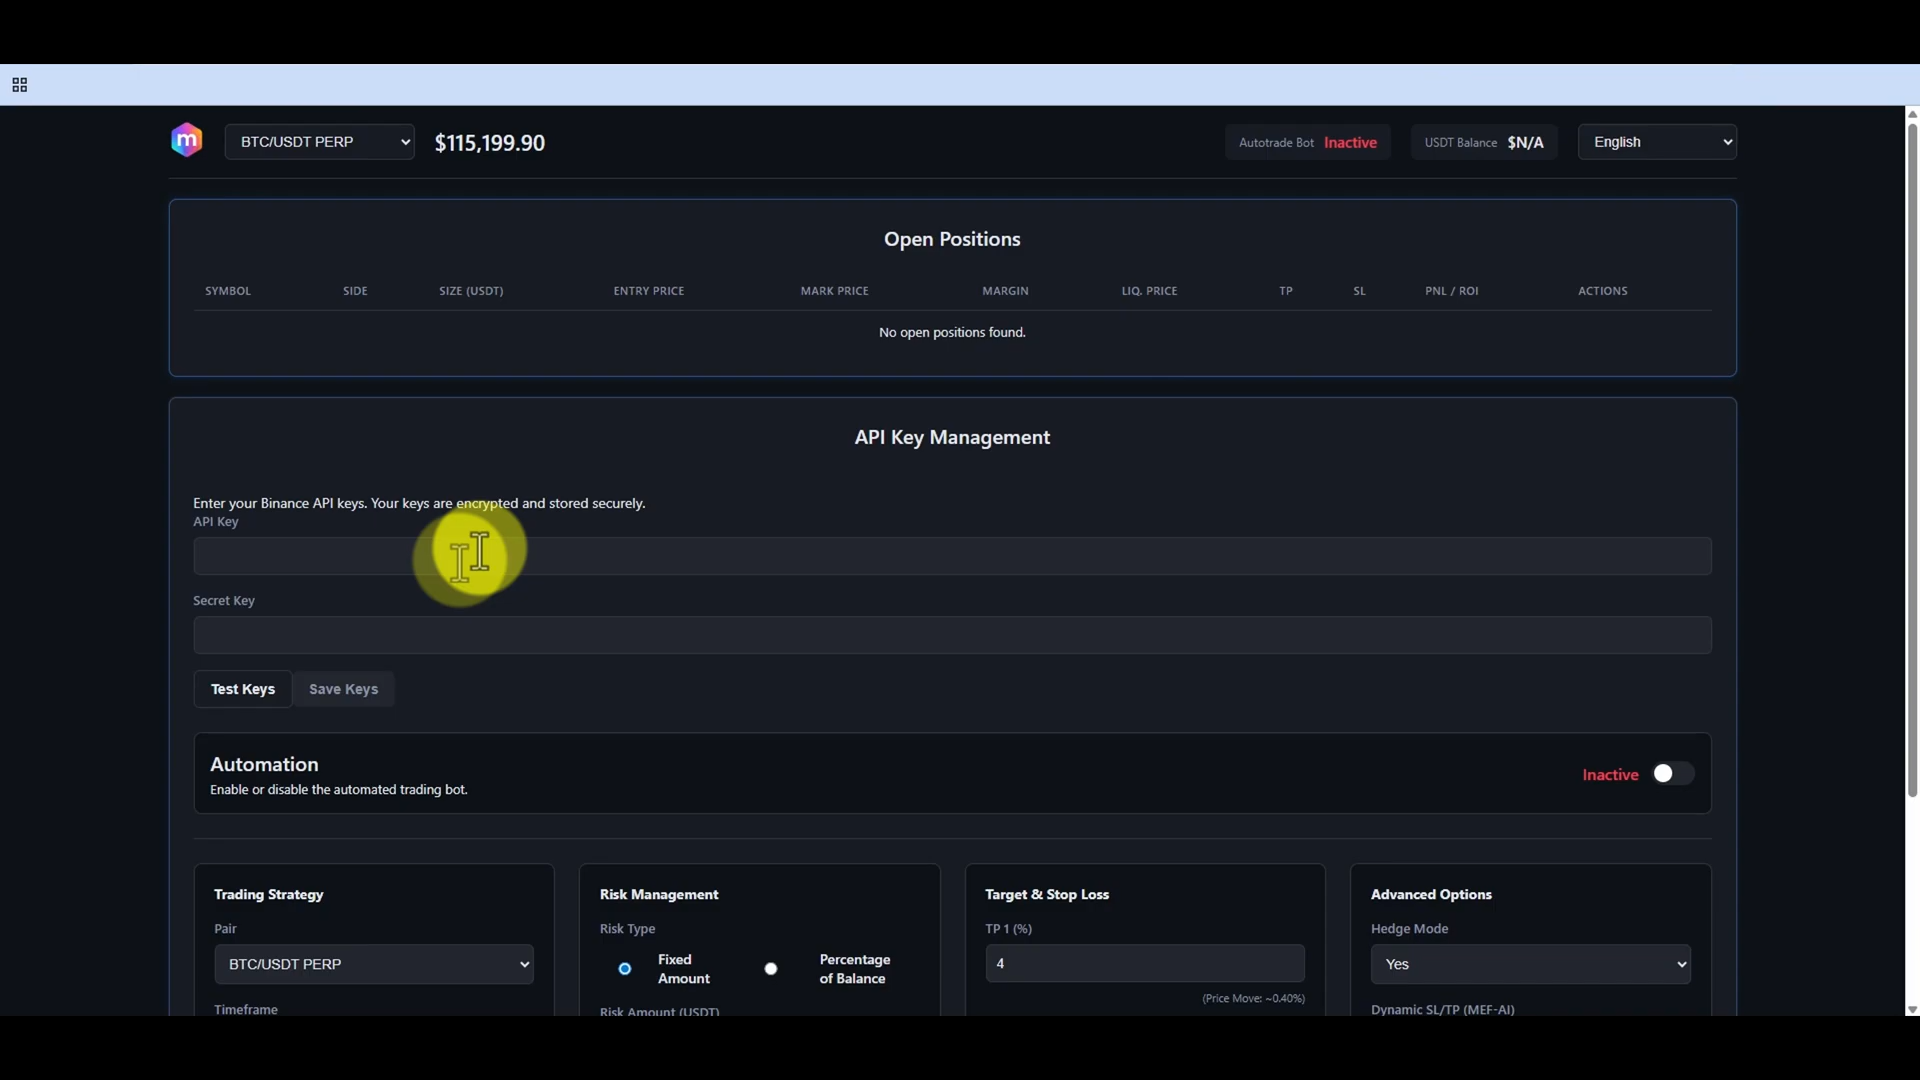 m
BTC/USDT PERP
$115,199.90
Autotrade Bot Inactive
USDT Balance $N/A
English
Open Positions
SYMBOL SIDE SIZE (USDT) ENTRY PRICE MARK PRICE MARGIN LIQ. PRICE TP SL PNL / ROI ACTIONS
No open positions found.
API Key Management
Enter your Binance API keys. Your keys are encrypted and stored securely.
API Key
Secret Key
Test Keys Save Keys
Automation
Enable or disable the automated trading bot.
Inactive
Trading Strategy
Pair
BTC/USDT PERP
Timeframe
Risk Management
Risk Type
Fixed
Amount
Percentage
of Balance
Risk Amount (USDT)
Target & Stop Loss
TP 1 (%)
4
(Price Move: ~0.40%)
Advanced Options
Hedge Mode
Yes
Dynamic SL/TP (MEF-AI)